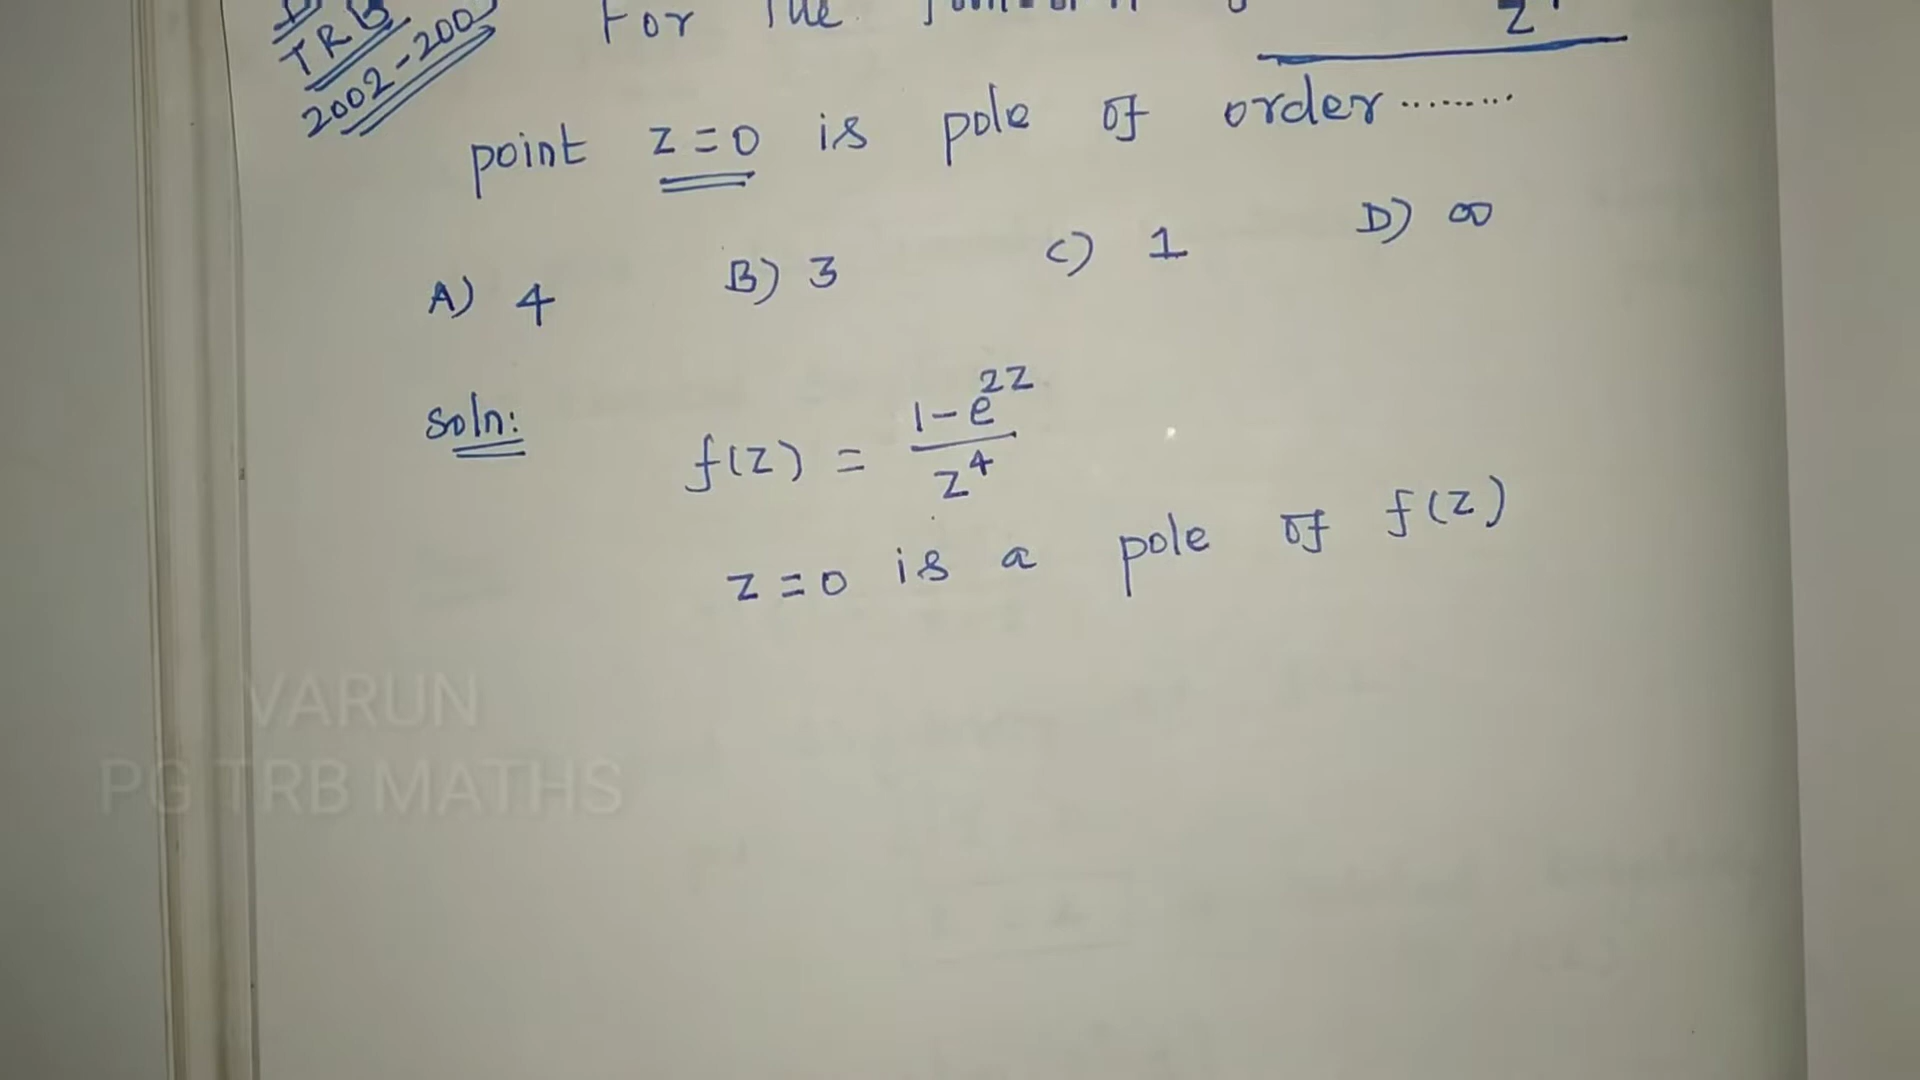 TRB
2002-200
For the
z
point z=0 is pole of order .........
A) 4 B) 3 C) 1 D) ∞
Soln:
f(z) = (1-e^{2z})/z^4
z=0 is a pole of f(z)
VARUN
PG TRB MATHS